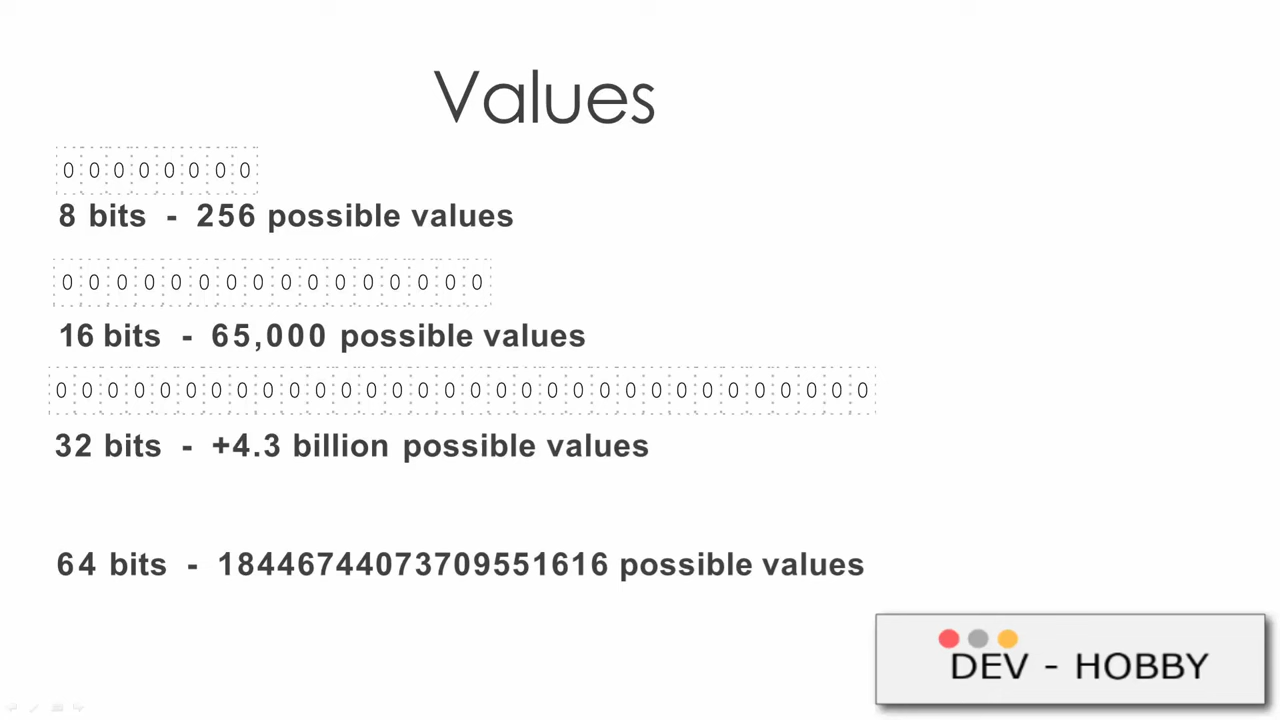 Values
0 0 0 0 0 0 0 0
8 bits - 256 possible values
0 0 0 0 0 0 0 0 0 0 0 0 0 0 0 0
16 bits - 65,000 possible values
0 0 0 0 0 0 0 0 0 0 0 0 0 0 0 0 0 0 0 0 0 0 0 0 0 0 0 0 0 0 0 0
32 bits - +4.3 billion possible values
64 bits - 18446744073709551616 possible values
DEV - HOBBY